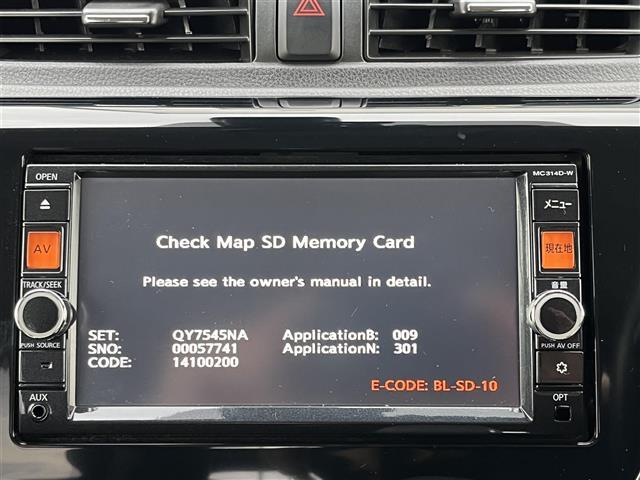 OPEN
MC314D-W
メニュー
AV
現在地
TRACK/SEEK
音量
PUSH SOURCE
PUSH AV OFF
AUX
OPT
Check Map SD Memory Card
Please see the owner's manual in detail.
SET: QY7545NA ApplicationB: 009
SNO: 00057741 ApplicationN: 301
CODE: 14100200
E-CODE: BL-SD-10